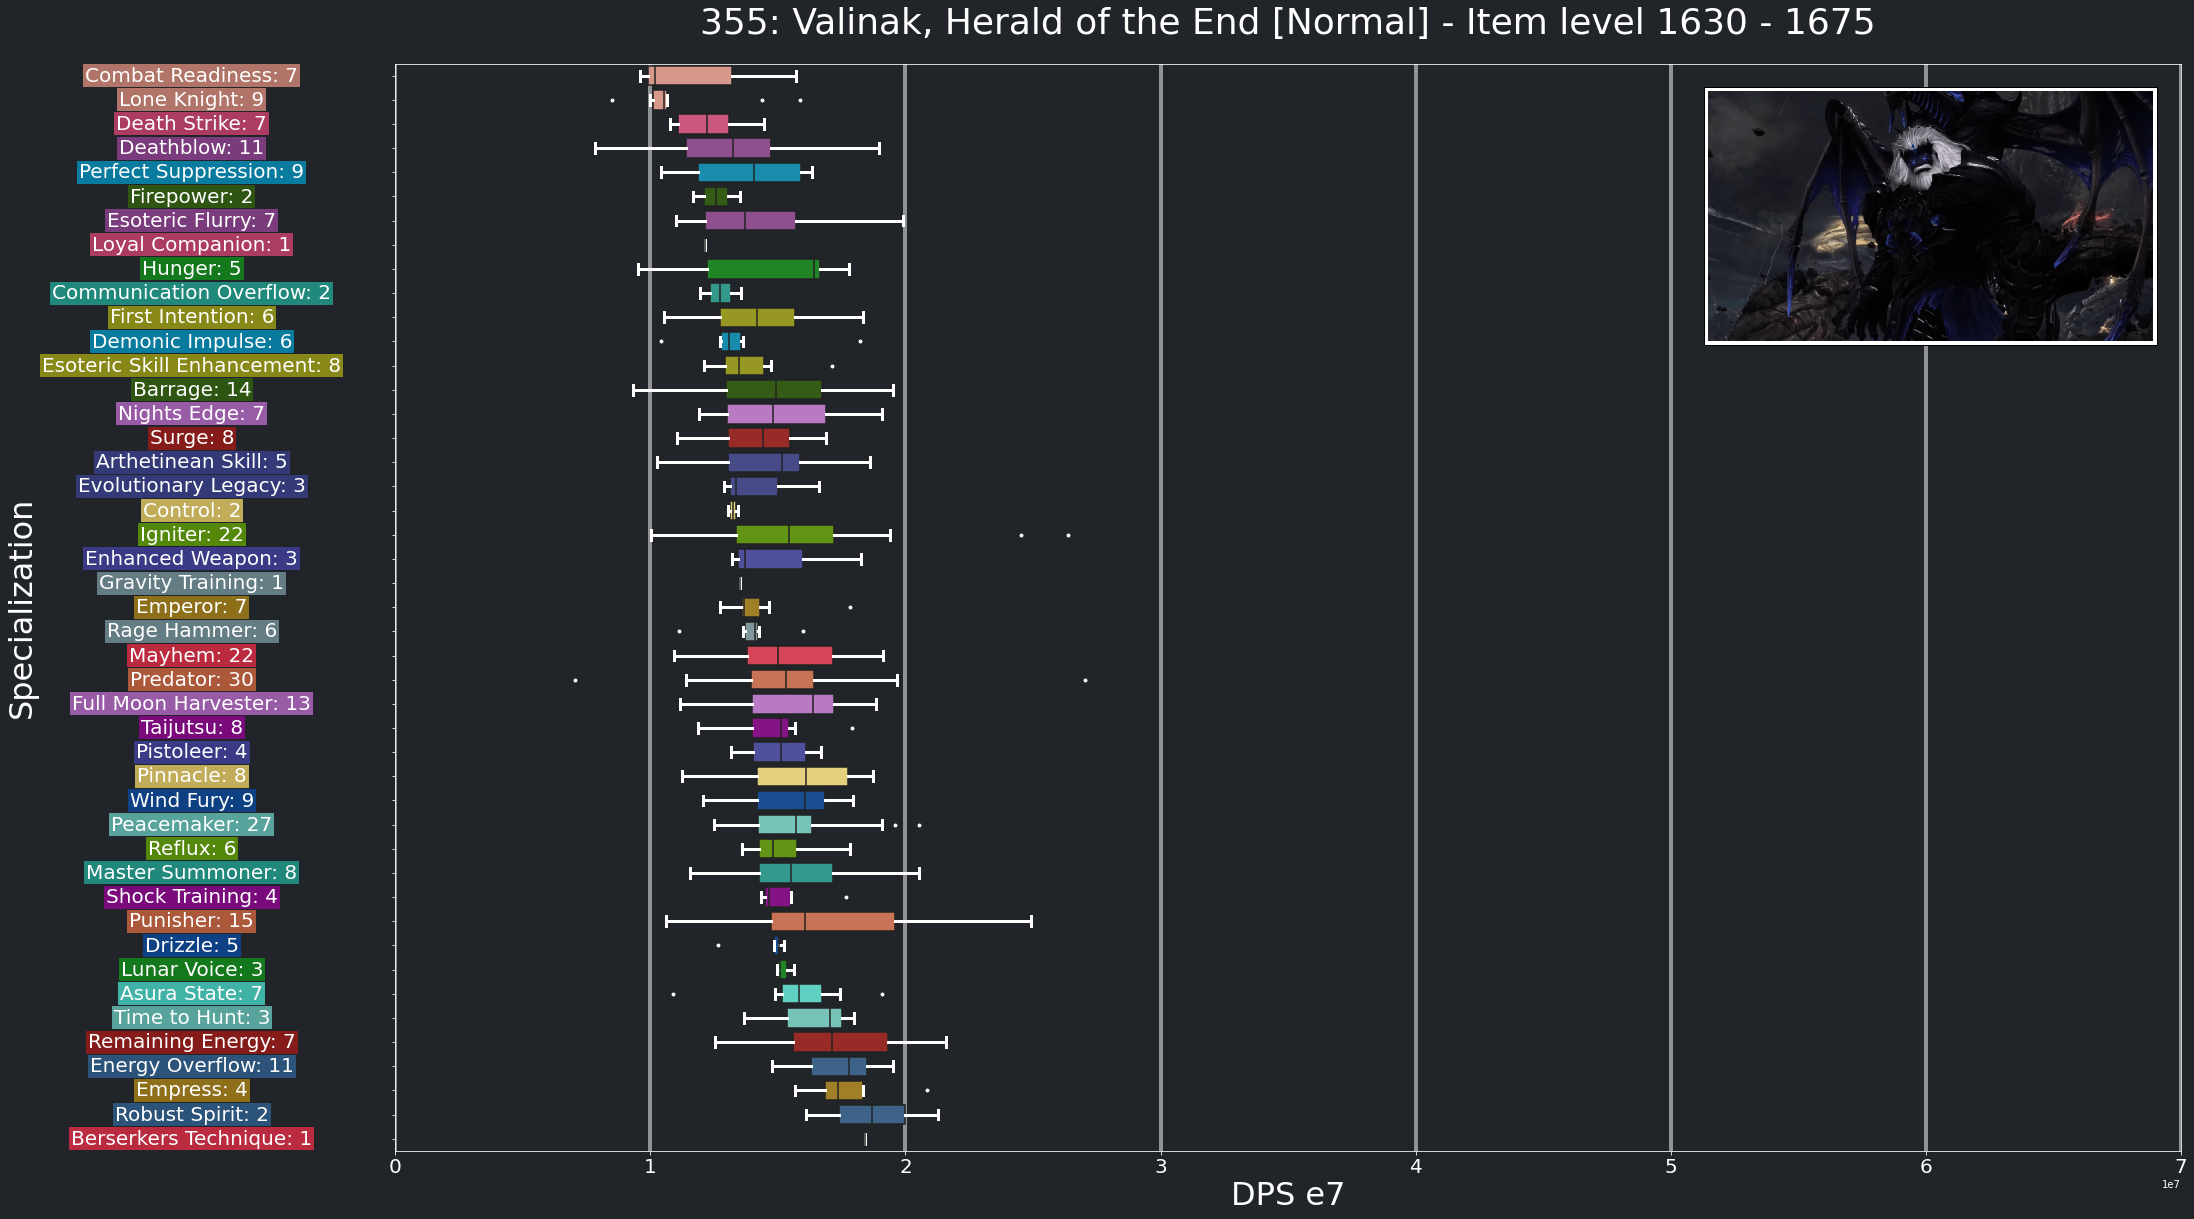 355: Valinak, Herald of the End [Normal] - Item level 1630 - 1675
Specialization
Combat Readiness: 7
Lone Knight: 9
Death Strike: 7
Deathblow: 11
Perfect Suppression: 9
Firepower: 2
Esoteric Flurry: 7
Loyal Companion: 1
Hunger: 5
Communication Overflow: 2
First Intention: 6
Demonic Impulse: 6
Esoteric Skill Enhancement: 8
Barrage: 14
Nights Edge: 7
Surge: 8
Arthetinean Skill: 5
Evolutionary Legacy: 3
Control: 2
Igniter: 22
Enhanced Weapon: 3
Gravity Training: 1
Emperor: 7
Rage Hammer: 6
Mayhem: 22
Predator: 30
Full Moon Harvester: 13
Taijutsu: 8
Pistoleer: 4
Pinnacle: 8
Wind Fury: 9
Peacemaker: 27
Reflux: 6
Master Summoner: 8
Shock Training: 4
Punisher: 15
Drizzle: 5
Lunar Voice: 3
Asura State: 7
Time to Hunt: 3
Remaining Energy: 7
Energy Overflow: 11
Empress: 4
Robust Spirit: 2
Berserkers Technique: 1
0 1 2 3 4 5 6 7
1e7
DPS e7